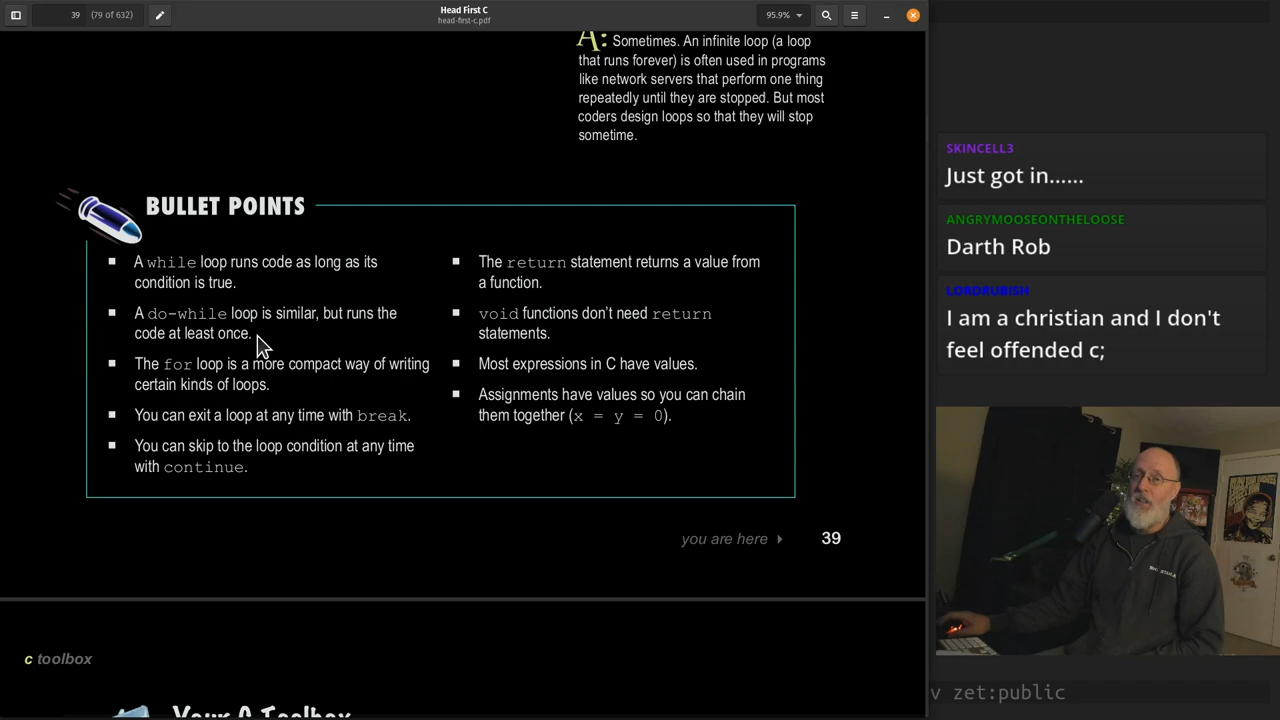 39
(79 of 632)
Head First C
head-first-c.pdf
95.9%
A: Sometimes. An infinite loop (a loop
that runs forever) is often used in programs
like network servers that perform one thing
repeatedly until they are stopped. But most
coders design loops so that they will stop
sometime.
BULLET POINTS
A while loop runs code as long as its
condition is true.
A do-while loop is similar, but runs the
code at least once.
The for loop is a more compact way of writing
certain kinds of loops.
You can exit a loop at any time with break.
You can skip to the loop condition at any time
with continue.
The return statement returns a value from
a function.
void functions don't need return
statements.
Most expressions in C have values.
Assignments have values so you can chain
them together (x = y = 0).
you are here
39
c toolbox
Your C Toolbox
SKINCELL3
Just got in......
ANGRYMOOSEONTHELOOSE
Darth Rob
LORDRUBISH
I am a christian and I don't
feel offended c;
v zet:public